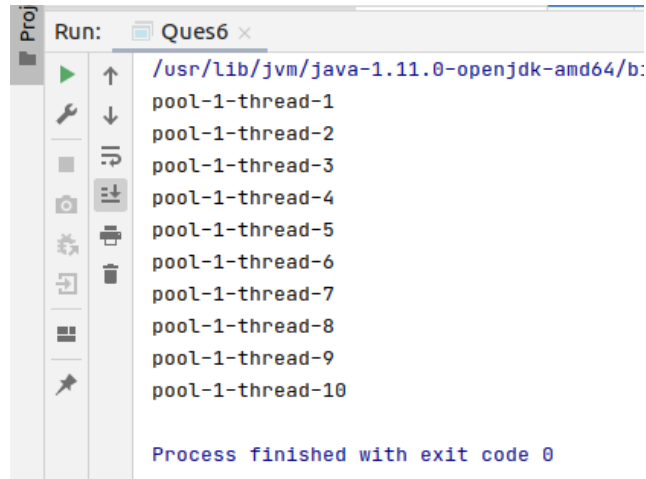 Proj
Run: Ques6
/usr/lib/jvm/java-1.11.0-openjdk-amd64/b
pool-1-thread-1
pool-1-thread-2
pool-1-thread-3
pool-1-thread-4
pool-1-thread-5
pool-1-thread-6
pool-1-thread-7
pool-1-thread-8
pool-1-thread-9
pool-1-thread-10
Process finished with exit code 0